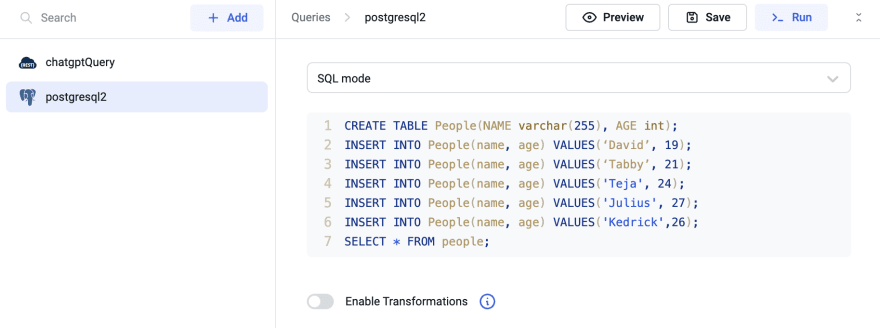 Search
+ Add
Queries > postgresql2
Preview
Save
>_ Run
(REST) chatgptQuery
postgresql2
SQL mode
1 CREATE TABLE People(NAME varchar(255), AGE int);
2 INSERT INTO People(name, age) VALUES(‘David’, 19);
3 INSERT INTO People(name, age) VALUES(‘Tabby’, 21);
4 INSERT INTO People(name, age) VALUES('Teja', 24);
5 INSERT INTO People(name, age) VALUES('Julius', 27);
6 INSERT INTO People(name, age) VALUES('Kedrick',26);
7 SELECT * FROM people;
Enable Transformations i